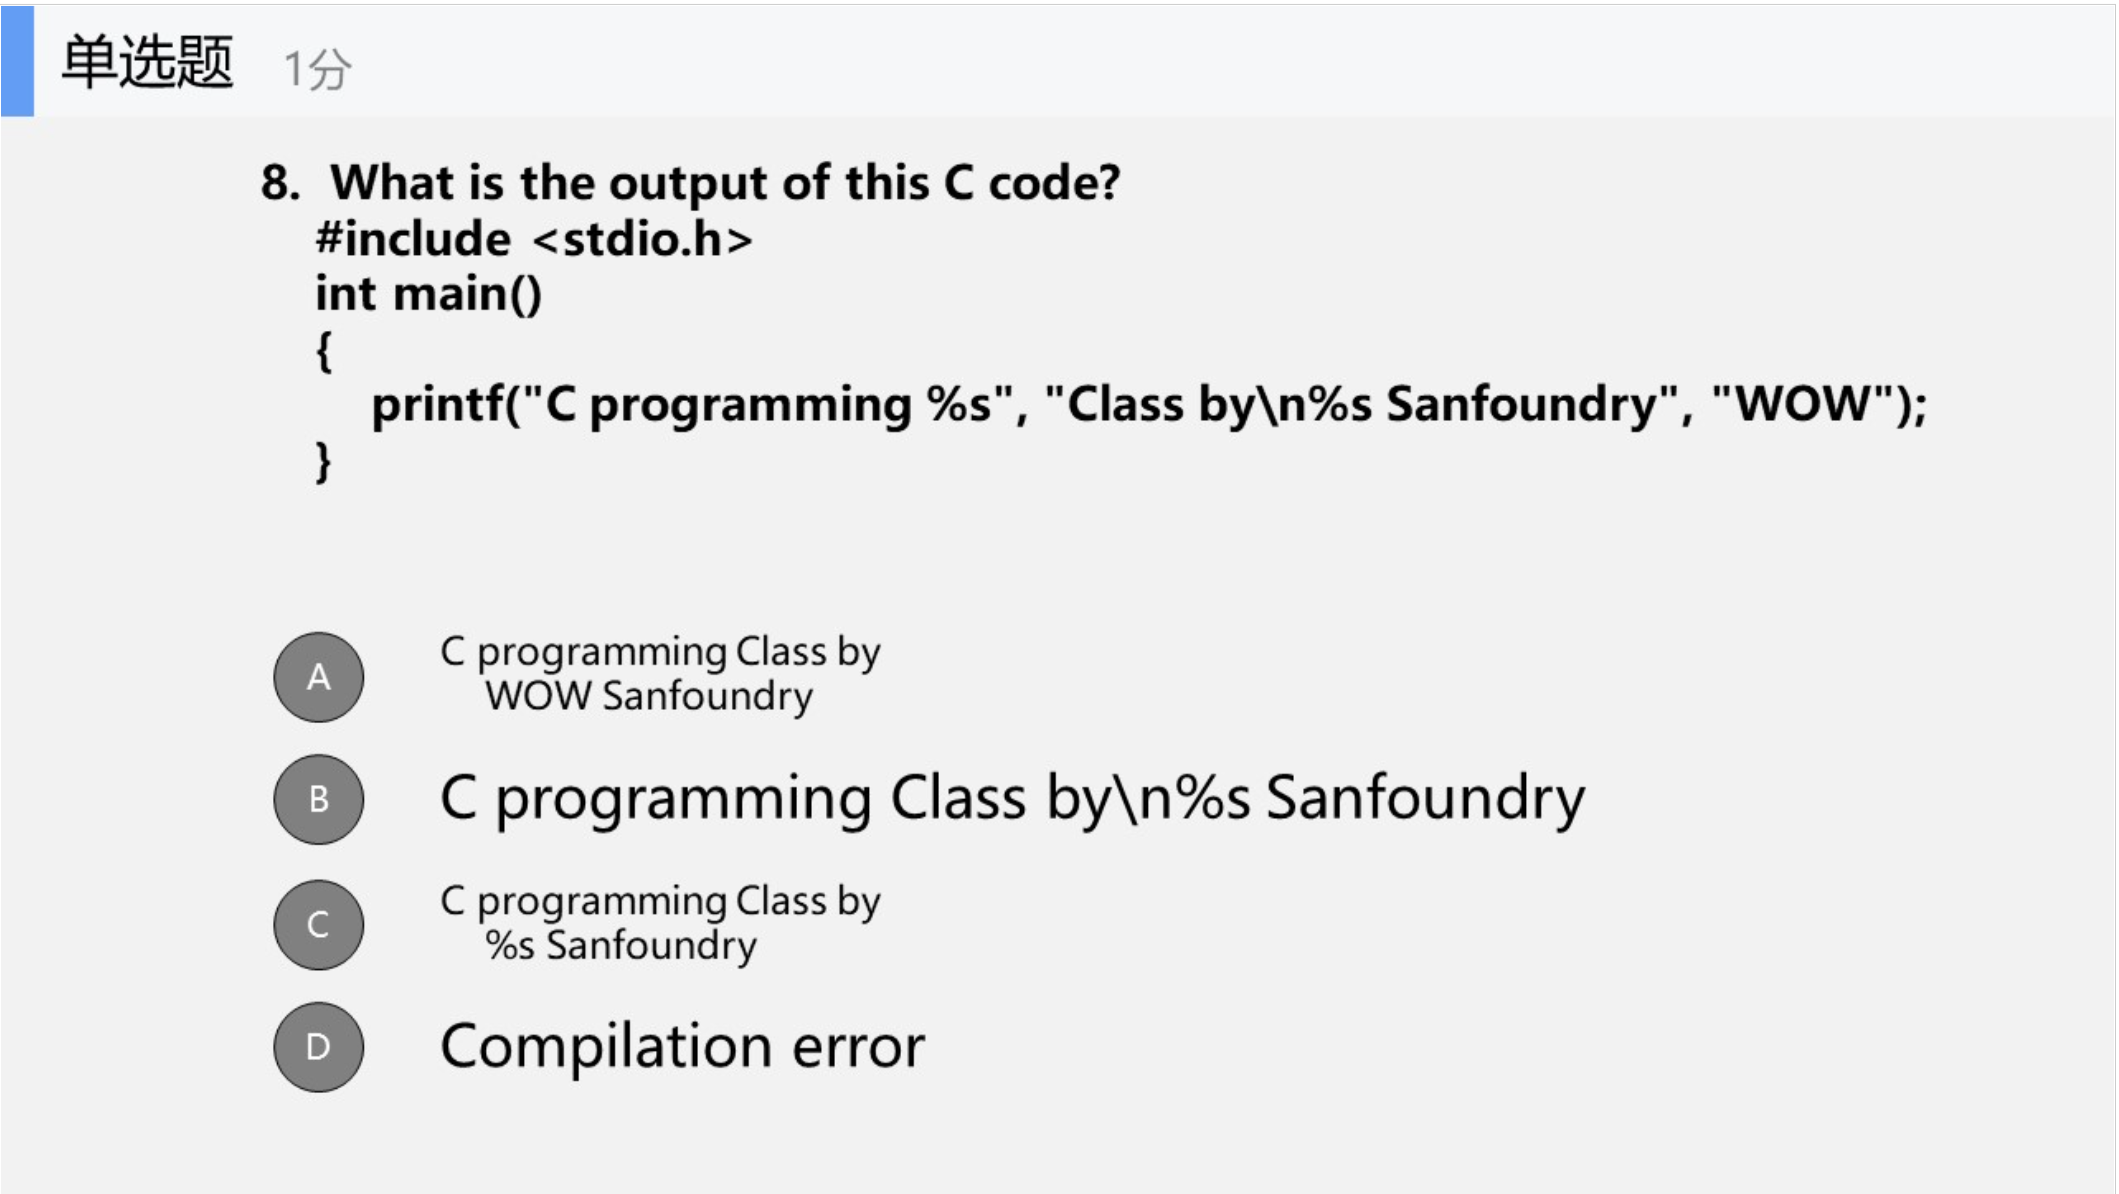 单选题 1分
8. What is the output of this C code?
#include <stdio.h>
int main()
{
printf("C programming %s", "Class by\n%s Sanfoundry", "WOW");
}
A C programming Class by
WOW Sanfoundry
B C programming Class by\n%s Sanfoundry
C C programming Class by
%s Sanfoundry
D Compilation error